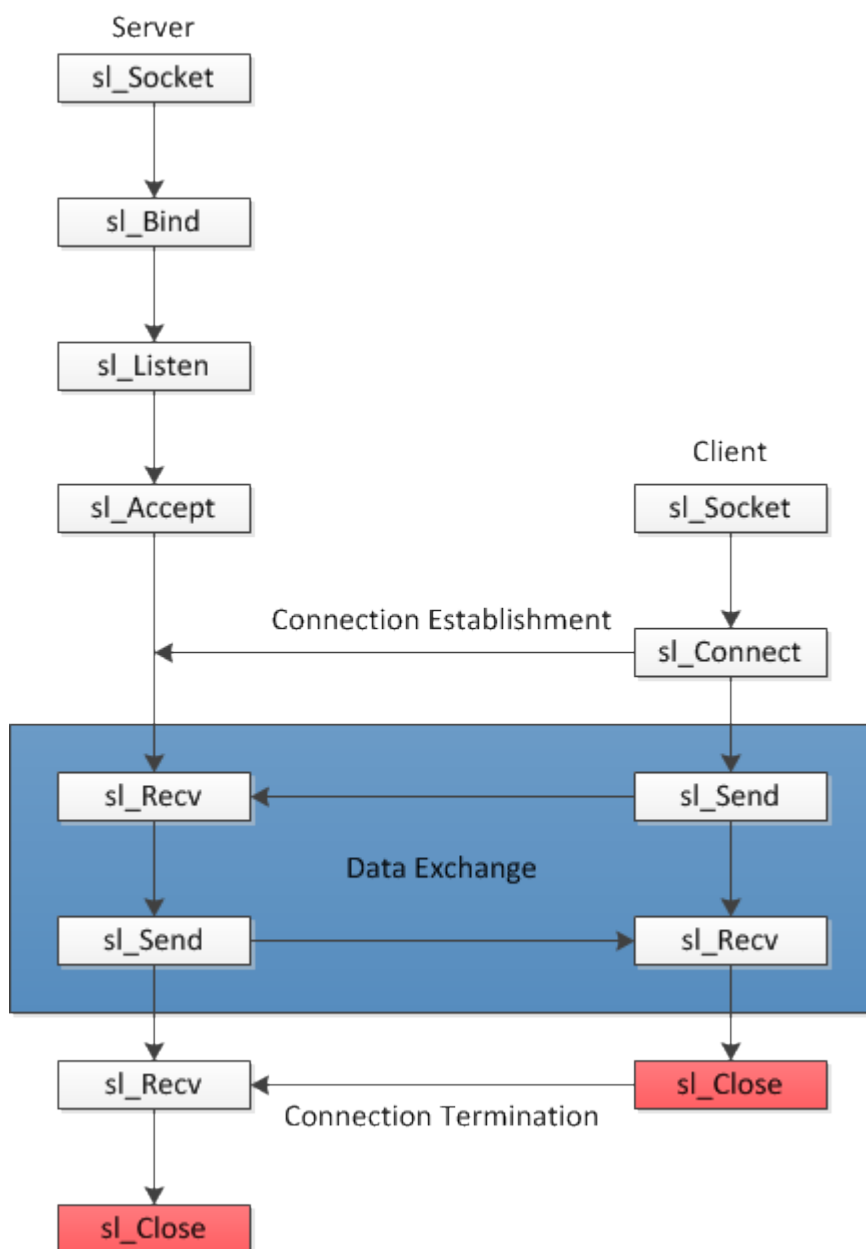 Server
sl_Socket
sl_Bind
sl_Listen
Client
sl_Accept
sl_Socket
Connection Establishment
sl_Connect
sl_Recv
sl_Send
Data Exchange
sl_Send
sl_Recv
sl_Recv
sl_Close
Connection Termination
sl_Close